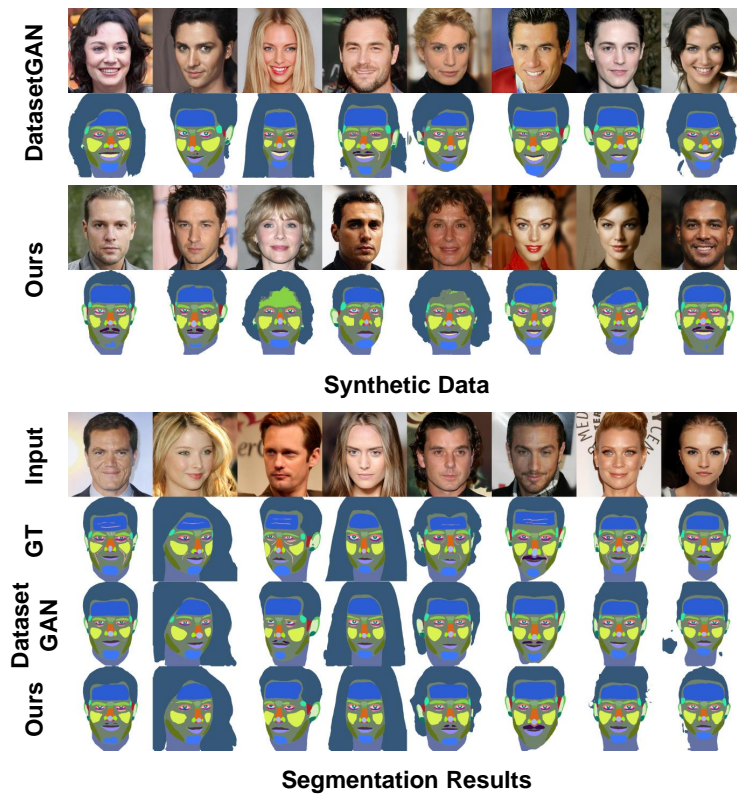 DatasetGAN
Ours
Synthetic Data
Input
GT
Dataset
GAN
Ours
Segmentation Results